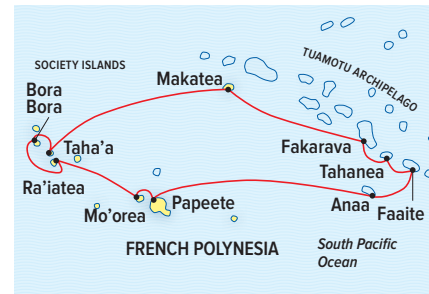 SOCIETY ISLANDS
TUAMOTU ARCHIPELAGO
Makatea
Bora
Bora
Taha'a
Fakarava
Tahanea
Ra'iatea
Mo'orea
Papeete
Anaa
Faaite
FRENCH POLYNESIA
South Pacific
Ocean